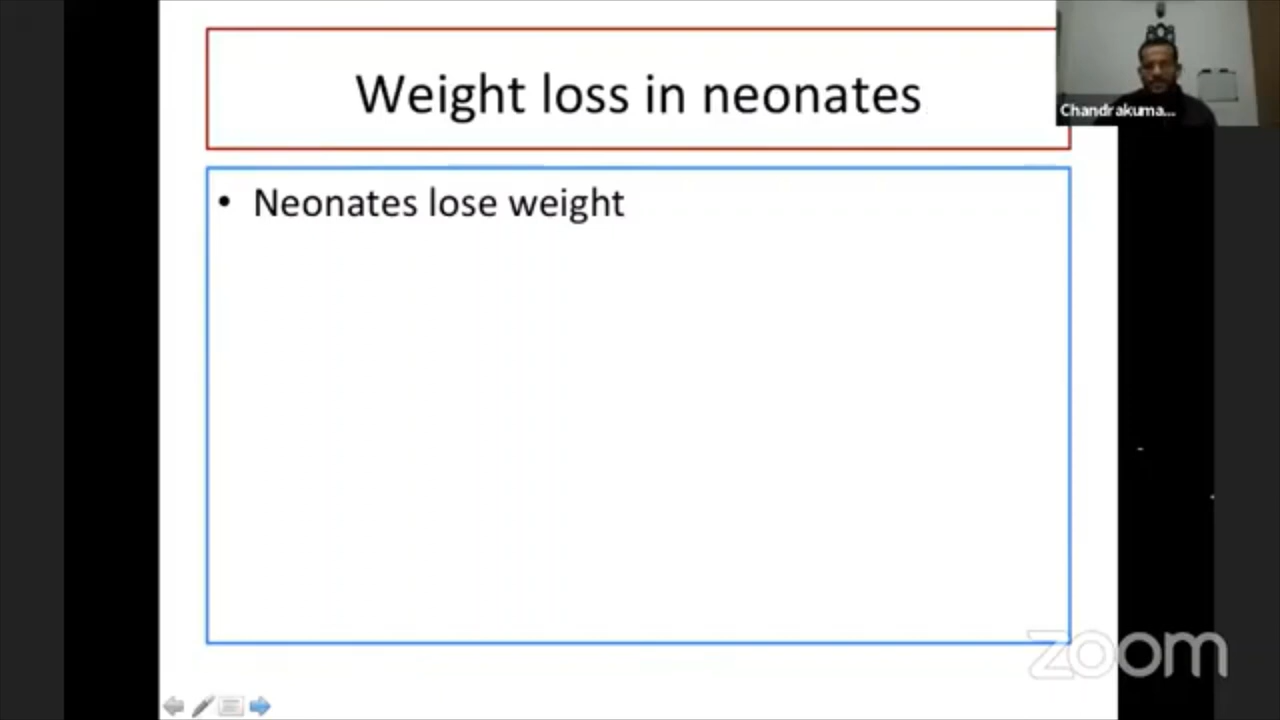 Weight loss in neonates
Chandrakuma...
• Neonates lose weight
zoom